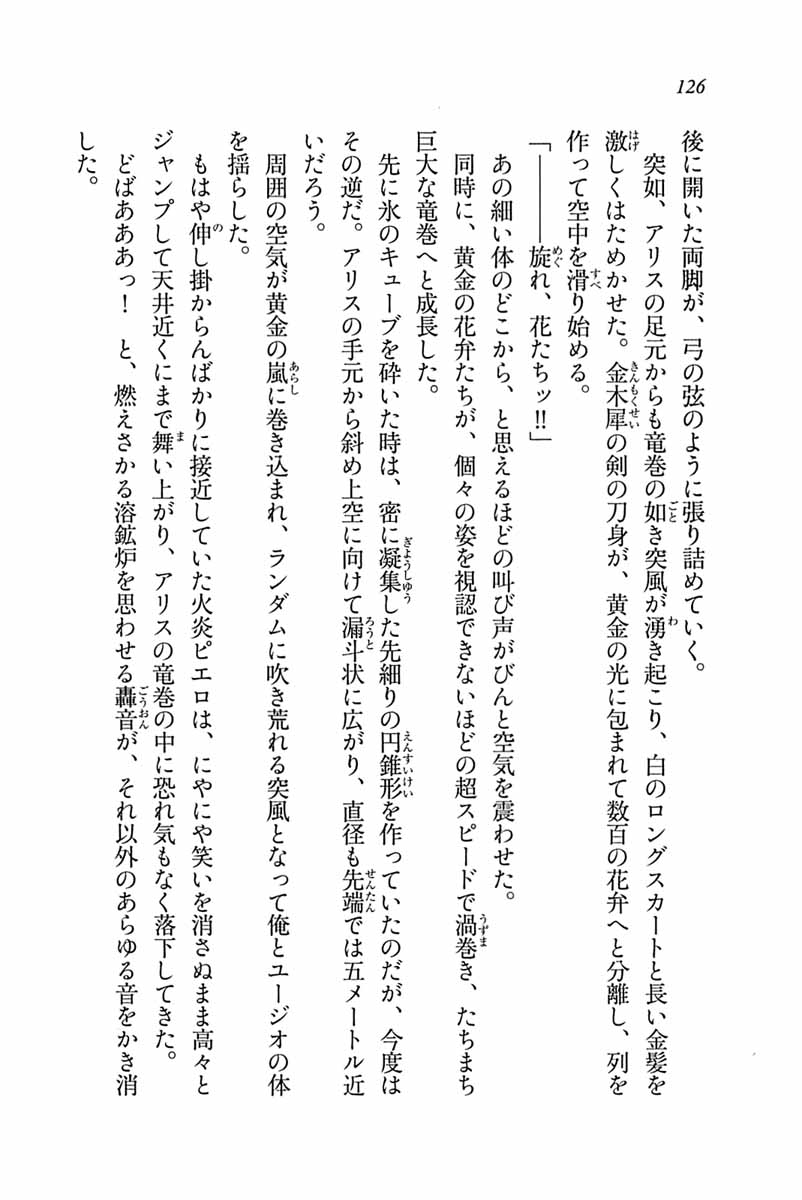 126
後に開いた両脚が、弓の弦のように張り詰めていく。
　突如、アリスの足元からも竜巻の如き突風が湧き起こり、白のロングスカートと長い金髪を
激しくはためかせた。金木犀の剣の刀身が、黄金の光に包まれて数百の花弁へと分離し、列を
作って空中を滑り始める。
「―――旋れ、花たちッ!!」
　あの細い体のどこから、と思えるほどの叫び声がびんと空気を震わせた。
　同時に、黄金の花弁たちが、個々の姿を視認できないほどの超スピードで渦巻き、たちまち
巨大な竜巻へと成長した。
　先に氷のキューブを砕いた時は、密に凝集した先細りの円錐形を作っていたのだが、今度は
その逆だ。アリスの手元から斜め上空に向けて漏斗状に広がり、直径も先端では五メートル近
いだろう。
　周囲の空気が黄金の嵐に巻き込まれ、ランダムに吹き荒れる突風となって俺とユージオの体
を揺らした。
　もはや伸し掛からんばかりに接近していた火炎ピエロは、にやにや笑いを消さぬまま高々と
ジャンプして天井近くにまで舞い上がり、アリスの竜巻の中に恐れ気もなく落下してきた。
　どばあああっ！　と、燃えさかる溶鉱炉を思わせる轟音が、それ以外のあらゆる音をかき消
した。